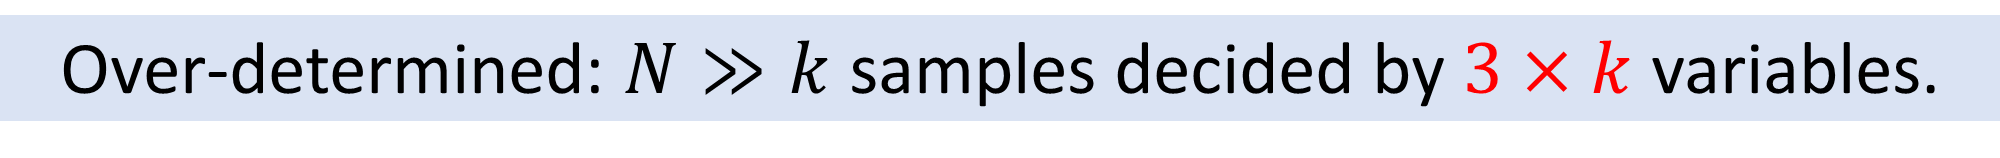 Over-determined: N ≫ k samples decided by 3 × k variables.